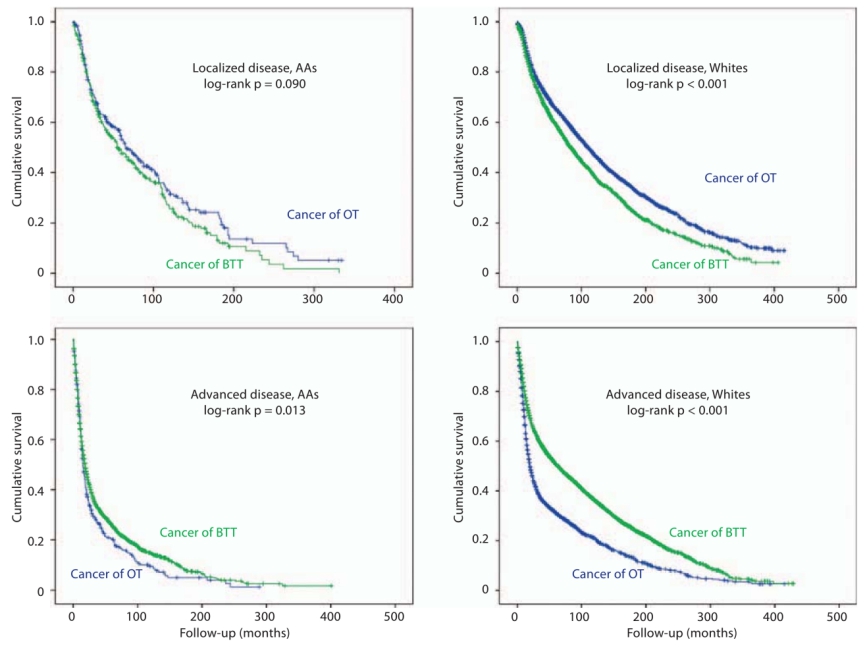 1.0
0.8
0.6
0.4
0.2
0
Cumulative survival
Localized disease, AAs
log-rank p = 0.090
Cancer of OT
Cancer of BTT
0 100 200 300 400
1.0
0.8
0.6
0.4
0.2
0
Cumulative survival
Localized disease, Whites
log-rank p < 0.001
Cancer of OT
Cancer of BTT
0 100 200 300 400 500
1.0
0.8
0.6
0.4
0.2
0
Cumulative survival
Advanced disease, AAs
log-rank p = 0.013
Cancer of BTT
Cancer of OT
0 100 200 300 400 500
Follow-up (months)
1.0
0.8
0.6
0.4
0.2
0
Cumulative survival
Advanced disease, Whites
log-rank p < 0.001
Cancer of BTT
Cancer of OT
0 100 200 300 400 500
Follow-up (months)